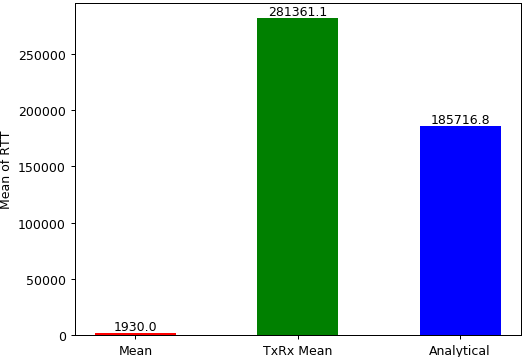 281361.1
185716.8
1930.0
250000
200000
150000
100000
50000
0
Mean of RTT
Mean
TxRx Mean
Analytical